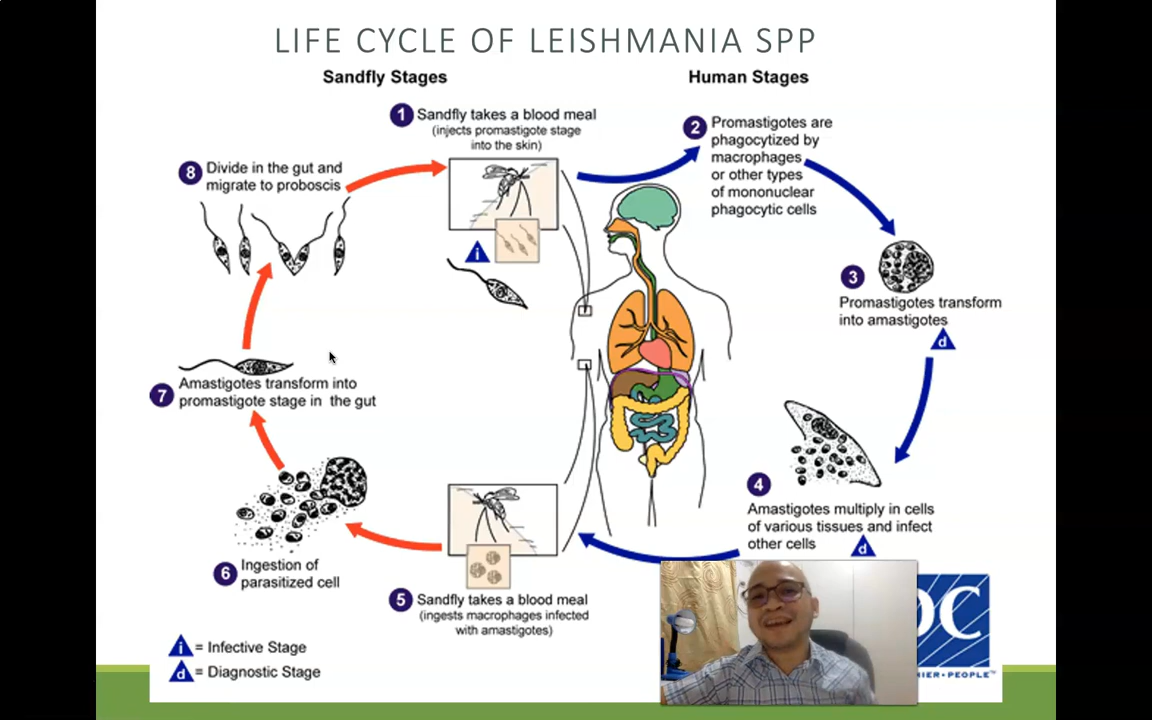 LIFE CYCLE OF LEISHMANIA SPP
Sandfly Stages
Human Stages
1 Sandfly takes a blood meal
(injects promastigote stage
into the skin)
2 Promastigotes are
phagocytized by
macrophages
or other types
of mononuclear
phagocytic cells
8 Divide in the gut and
migrate to proboscis
i
3
Promastigotes transform
into amastigotes
d
7 Amastigotes transform into
promastigote stage in the gut
4
Amastigotes multiply in cells
of various tissues and infect
other cells
d
6 Ingestion of
parasitized cell
5 Sandfly takes a blood meal
(ingests macrophages infected
with amastigotes)
i = Infective Stage
d = Diagnostic Stage
DC
HIER•PEOPLE™